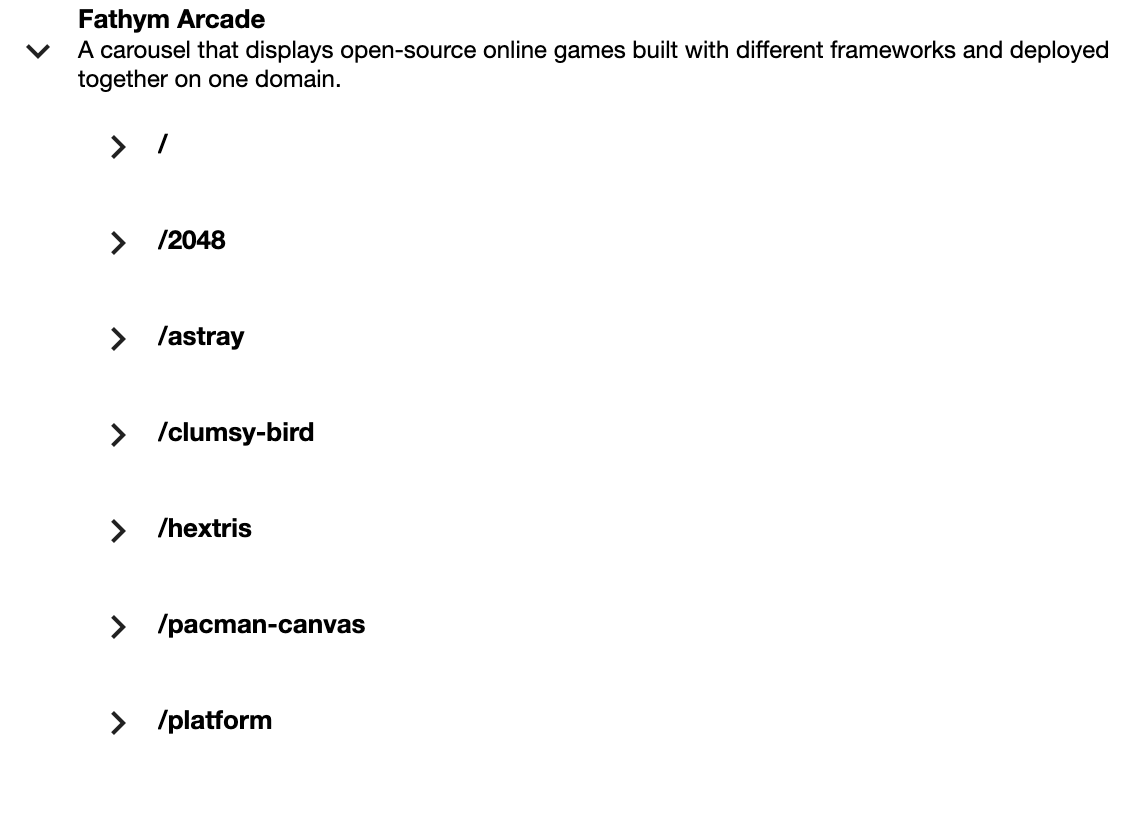 Fathym Arcade
A carousel that displays open-source online games built with different frameworks and deployed
together on one domain.
/
/2048
/astray
/clumsy-bird
/hextris
/pacman-canvas
/platform